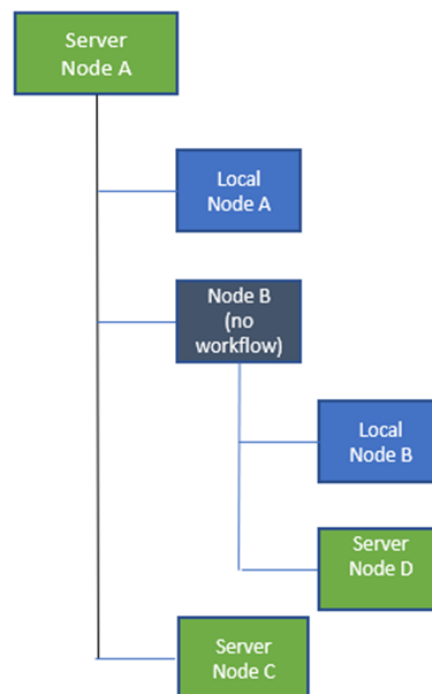 Server
Node A
Local
Node A
Node B
(no
workflow)
Local
Node B
Server
Node D
Server
Node C